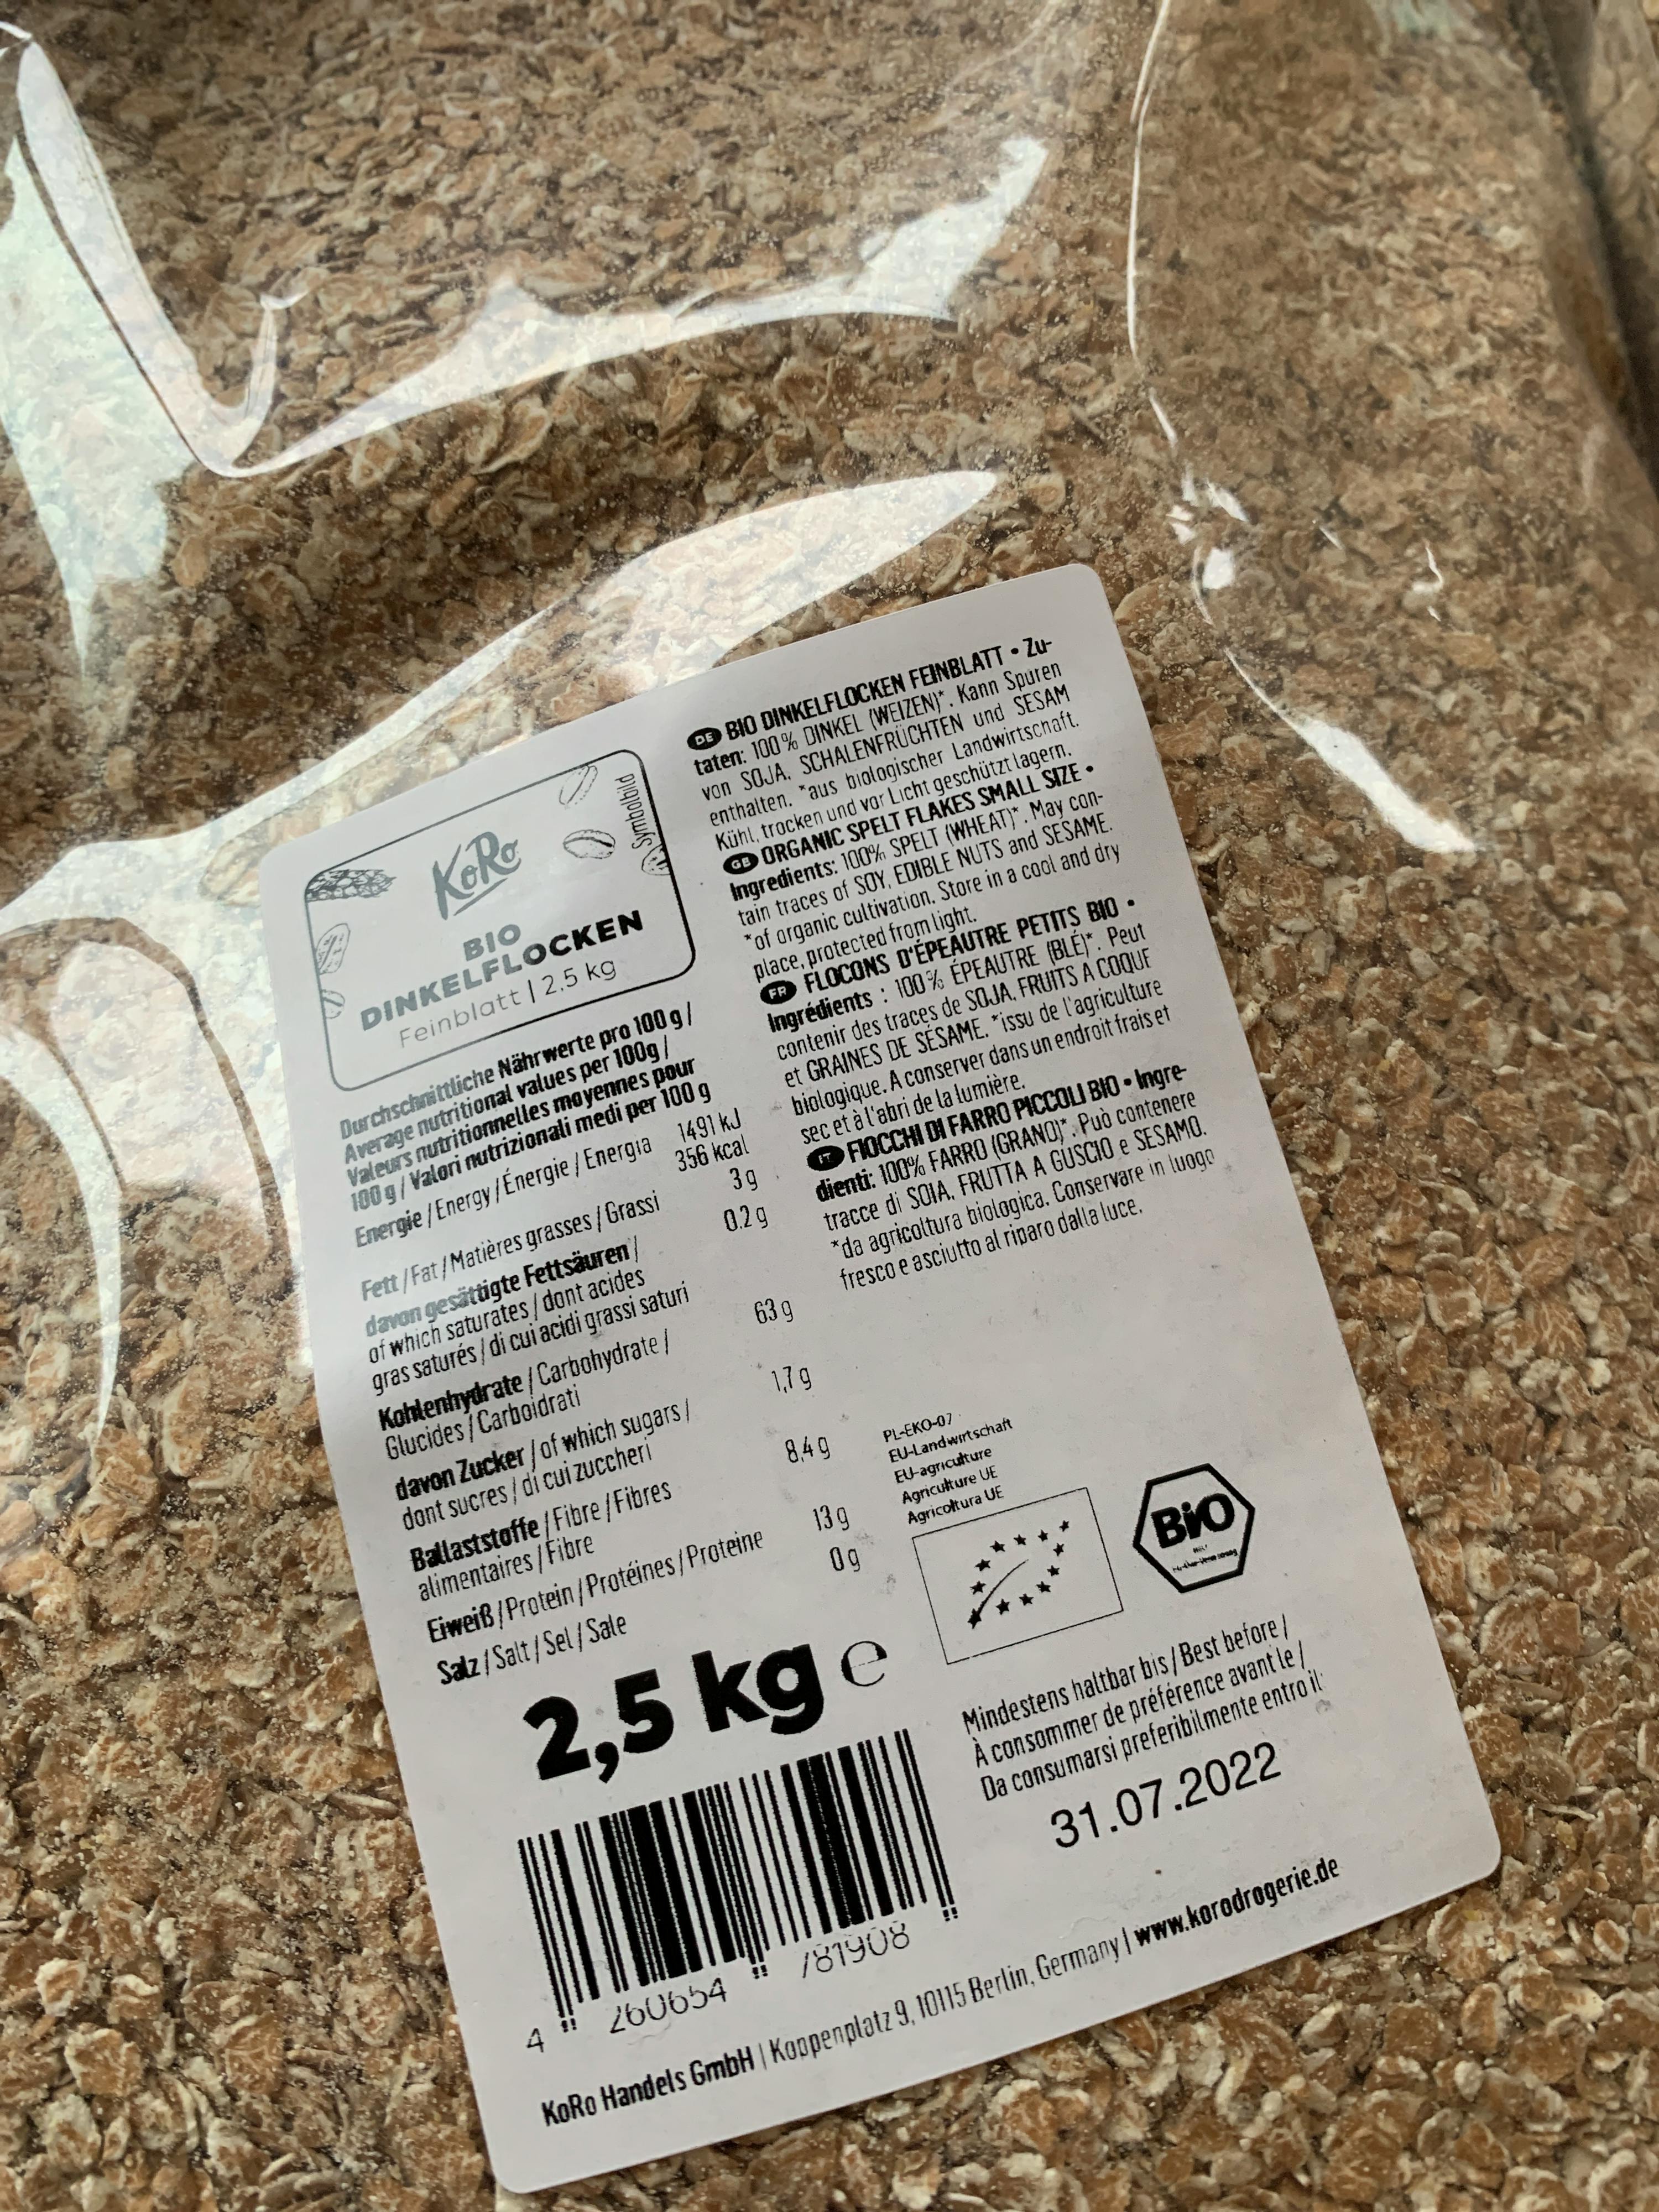 KoRo
Symbolbild
BIO
DINKELFLOCKEN
Feinblatt | 2,5 kg
Durchschnittliche Nährwerte pro 100 g /
Average nutritional values per 100g /
Valeurs nutritionnelles moyennes pour
100 g / Valori nutrizionali medi per 100 g
Energie / Energy / Énergie / Energia 1491 kJ
356 kcal
Fett / Fat / Matières grasses / Grassi 3 g
davon gesättigte Fettsäuren / 0.2 g
of which saturates / dont acides
gras saturés / di cui acidi grassi saturi
Kohlenhydrate / Carbohydrate / 63 g
Glucides / Carboidrati
davon Zucker / of which sugars / 1,7 g
dont sucres / di cui zuccheri
Ballaststoffe / Fibre / Fibres 8,4 g
alimentaires / Fibre
Eiweiß / Protein / Protéines / Proteine 13 g
Salz / Salt / Sel / Sale 0 g
2,5 kg e
4 260654 781908
DE BIO DINKELFLOCKEN FEINBLATT • Zu-
taten: 100% DINKEL (WEIZEN)*. Kann Spuren
von SOJA, SCHALENFRÜCHTEN und SESAM
enthalten. *aus biologischer Landwirtschaft.
Kühl, trocken und vor Licht geschützt lagern.
GB ORGANIC SPELT FLAKES SMALL SIZE •
Ingredients: 100% SPELT (WHEAT)*. May con-
tain traces of SOY, EDIBLE NUTS and SESAME.
*of organic cultivation. Store in a cool and dry
place, protected from light.
FR FLOCONS D'ÉPEAUTRE PETITS BIO •
Ingrédients : 100% ÉPEAUTRE (BLÉ)*. Peut
contenir des traces de SOJA, FRUITS A COQUE
et GRAINES DE SÉSAME. *issu de l'agriculture
biologique. A conserver dans un endroit frais et
sec et à l'abri de la lumière.
IT FIOCCHI DI FARRO PICCOLI BIO • Ingre-
dienti: 100% FARRO (GRANO)*. Può contenere
tracce di SOIA, FRUTTA A GUSCIO e SESAMO.
*da agricoltura biologica. Conservare in luogo
fresco e asciutto al riparo dalla luce.
PL-EKO-07
EU-Landwirtschaft
EU-agriculture
Agriculture UE
Agricoltura UE
BiO
Mindestens haltbar bis / Best before /
À consommer de préférence avant le /
Da consumarsi preferibilmente entro il
31.07.2022
KoRo Handels GmbH | Koppenplatz 9, 10115 Berlin, Germany | www.korodrogerie.de